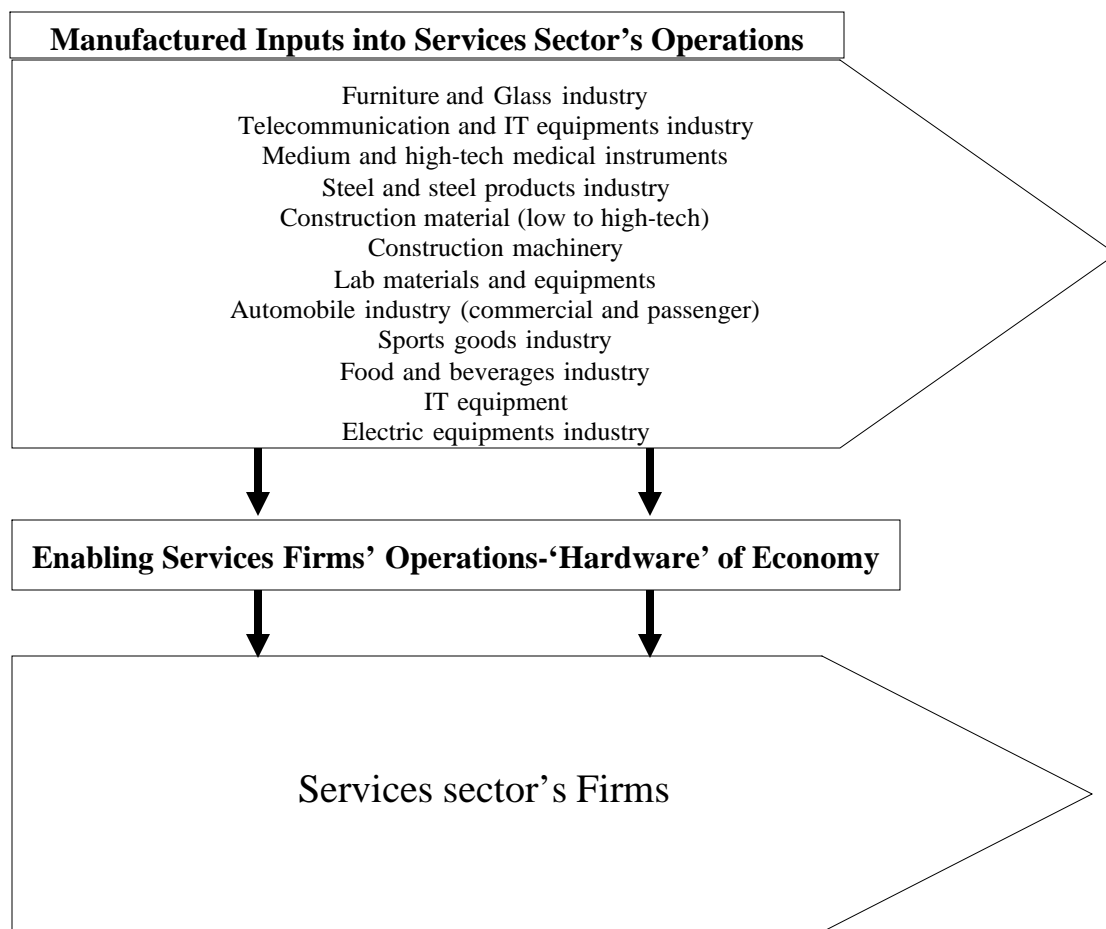 Manufactured Inputs into Services Sector’s Operations
Furniture and Glass industry
Telecommunication and IT equipments industry
Medium and high-tech medical instruments
Steel and steel products industry
Construction material (low to high-tech)
Construction machinery
Lab materials and equipments
Automobile industry (commercial and passenger)
Sports goods industry
Food and beverages industry
IT equipment
Electric equipments industry
Enabling Services Firms’ Operations-‘Hardware’ of Economy
Services sector’s Firms